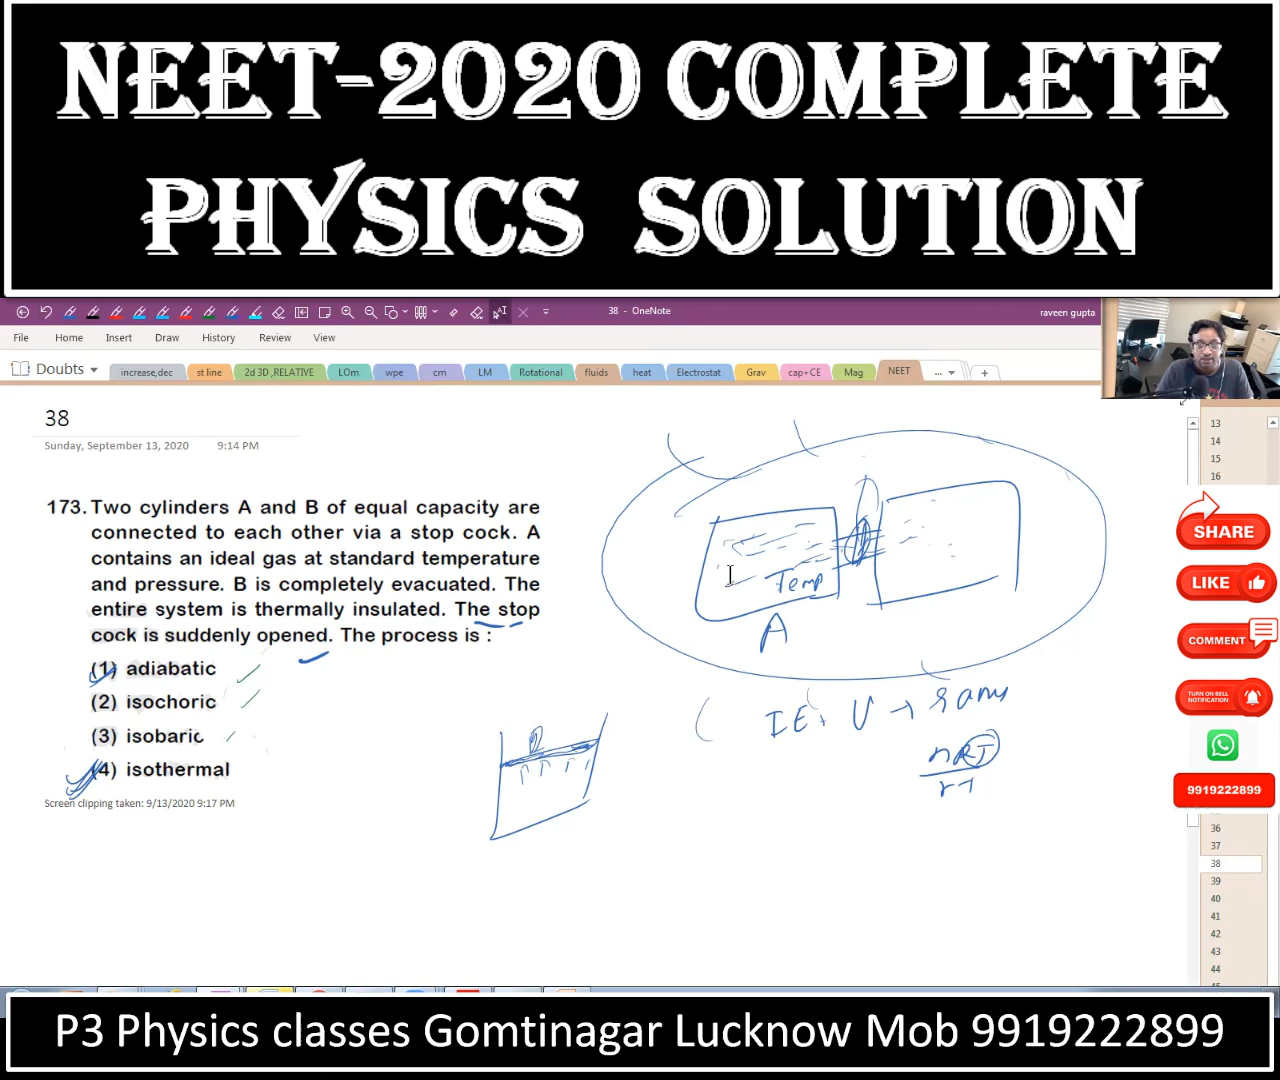 NEET-2020 COMPLETE
PHYSICS SOLUTION
38 - OneNote
raveen gupta
File Home Insert Draw History Review View
Doubts
increase,dec st line 2d 3D ,RELATIVE LOm wpe cm LM Rotational fluids heat Electrostat Grav cap+CE Mag NEET ... +
38
Sunday, September 13, 2020 9:14 PM
173. Two cylinders A and B of equal capacity are
connected to each other via a stop cock. A
contains an ideal gas at standard temperature
and pressure. B is completely evacuated. The
entire system is thermally insulated. The stop
cock is suddenly opened. The process is :
(1) adiabatic
(2) isochoric
(3) isobaric
(4) isothermal
Screen clipping taken: 9/13/2020 9:17 PM
Temp
A
IE, U →
nRT
13
14
15
16
SHARE
LIKE
COMMENT
TURN ON BELL
NOTIFICATION
9919222899
36
37
38
39
40
41
42
43
44
P3 Physics classes Gomtinagar Lucknow Mob 9919222899